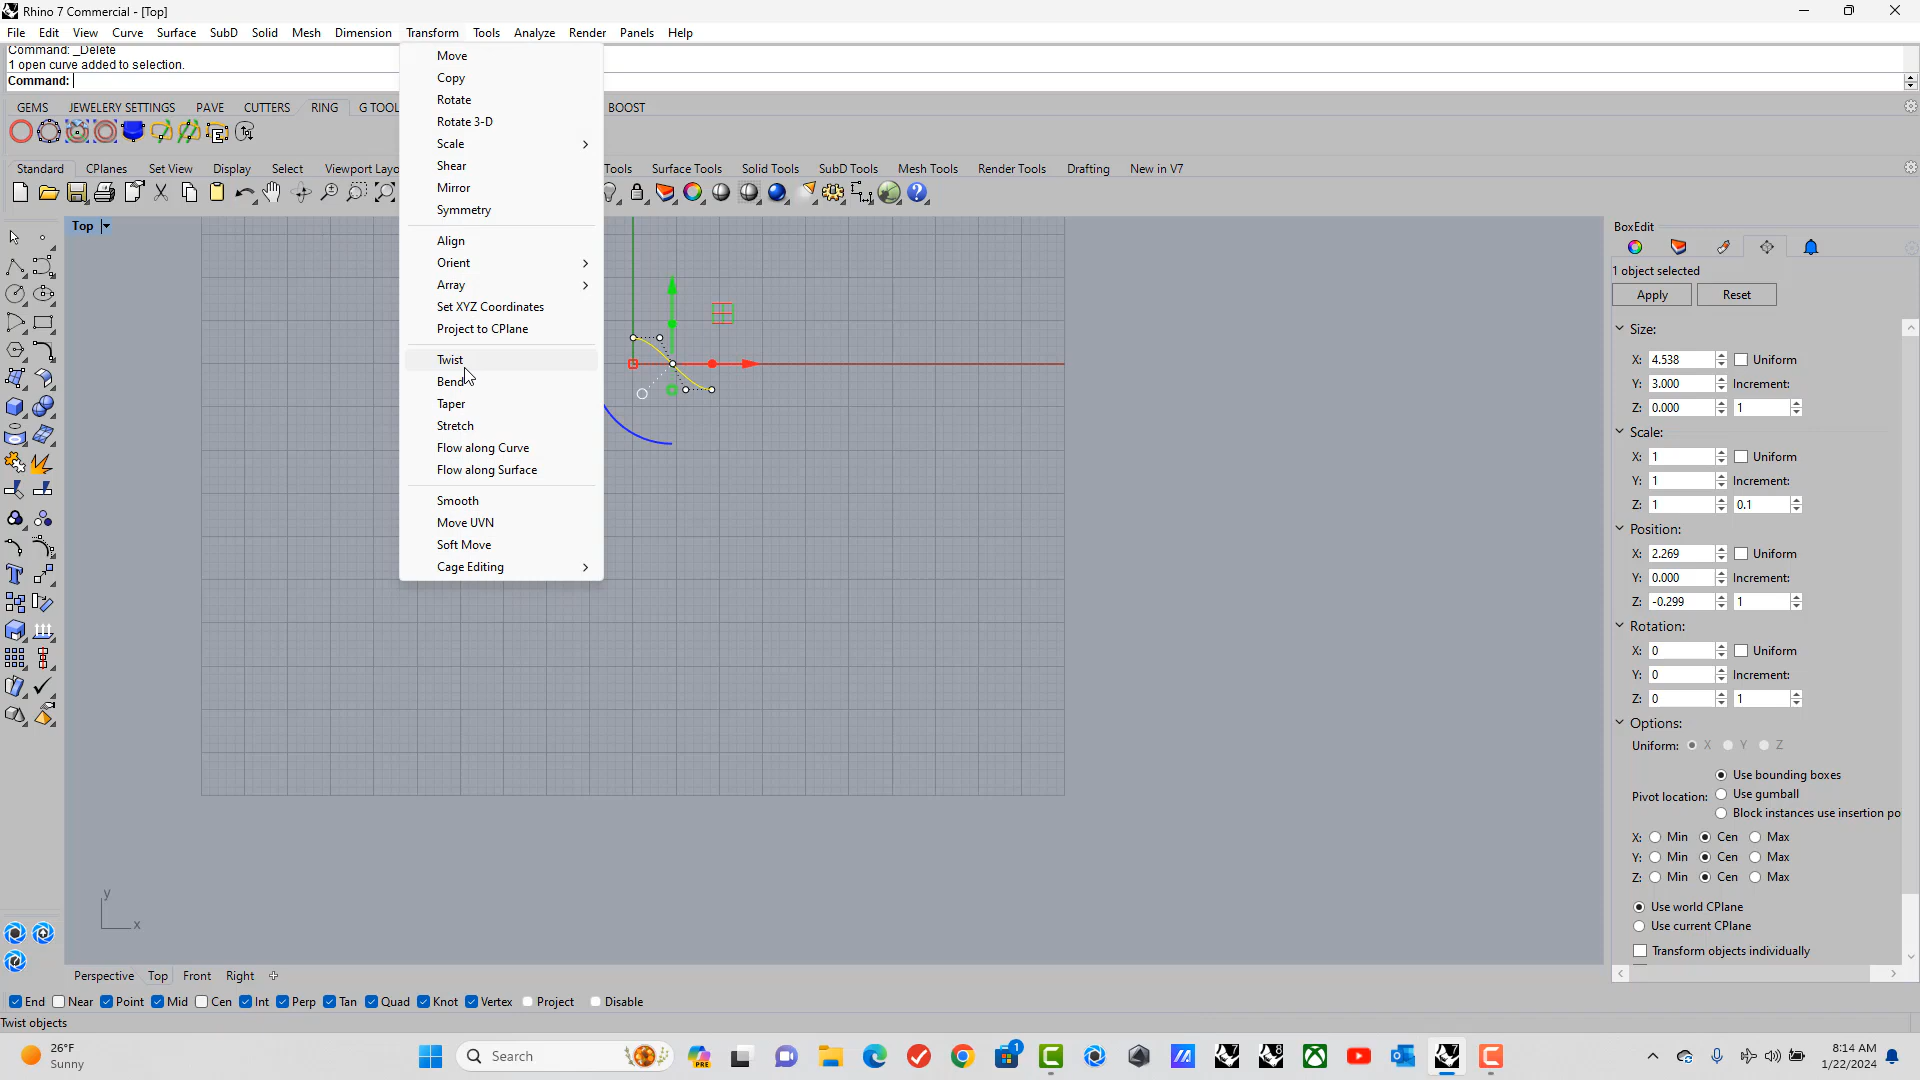 Rhino 7 Commercial - [Top]
File Edit View Curve Surface SubD Solid Mesh Dimension Transform Tools Analyze Render Panels Help
Command: _Delete
1 open curve added to selection.
Command:
GEMS JEWELERY SETTINGS PAVE CUTTERS RING G TOOL BOOST
Standard CPlanes Set View Display Select Viewport Layo Tools Surface Tools Solid Tools SubD Tools Mesh Tools Render Tools Drafting New in V7
Top
Move
Copy
Rotate
Rotate 3-D
Scale
Shear
Mirror
Symmetry
Align
Orient
Array
Set XYZ Coordinates
Project to CPlane
Twist
Bend
Taper
Stretch
Flow along Curve
Flow along Surface
Smooth
Move UVN
Soft Move
Cage Editing
BoxEdit
1 object selected
Apply Reset
Size:
X: 4.538 Uniform
Y: 3.000 Increment:
Z: 0.000 1
Scale:
X: 1 Uniform
Y: 1 Increment:
Z: 1 0.1
Position:
X: 2.269 Uniform
Y: 0.000 Increment:
Z: -0.299 1
Rotation:
X: 0 Uniform
Y: 0 Increment:
Z: 0 1
Options:
Uniform: X Y Z
Use bounding boxes
Pivot location: Use gumball
Block instances use insertion po
X: Min Cen Max
Y: Min Cen Max
Z: Min Cen Max
Use world CPlane
Use current CPlane
Transform objects individually
y
x
Perspective Top Front Right
End Near Point Mid Cen Int Perp Tan Quad Knot Vertex Project Disable
Twist objects
26°F
Sunny
Search
PRE
1
7
8
7
8:14 AM
1/22/2024